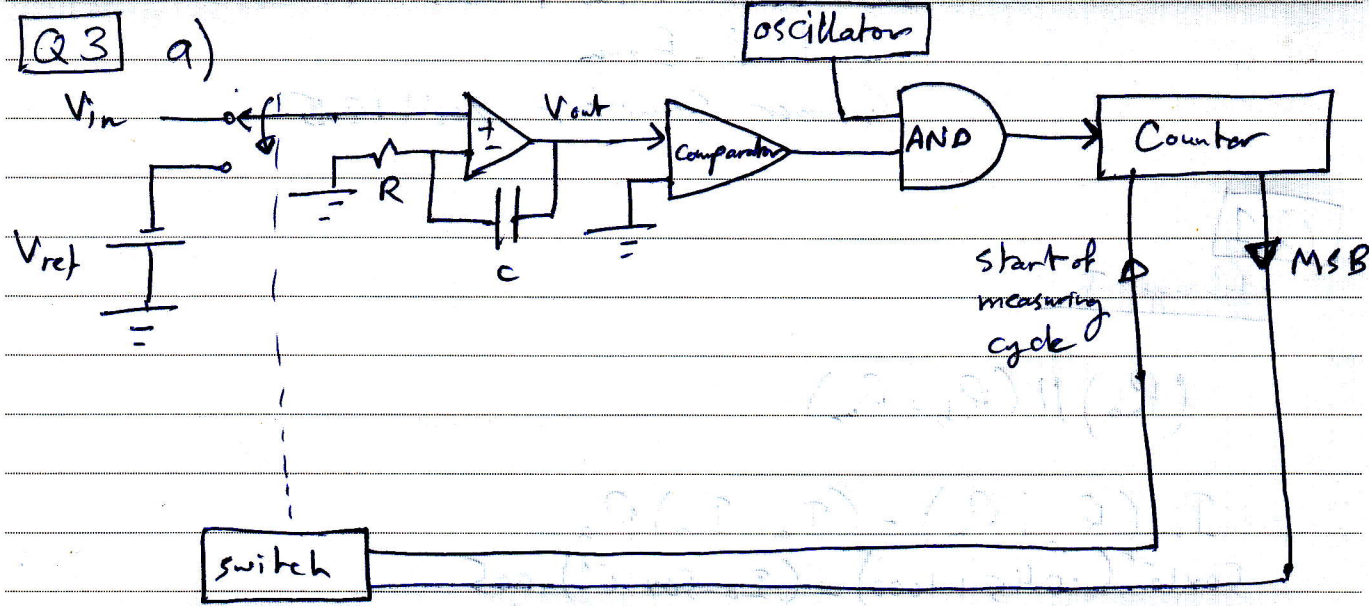 Q3 a)
oscillator
Vin
+
-
Vout
Comparator
AND
Counter
R
C
Vref
start of
measuring
cycle
MSB
switch